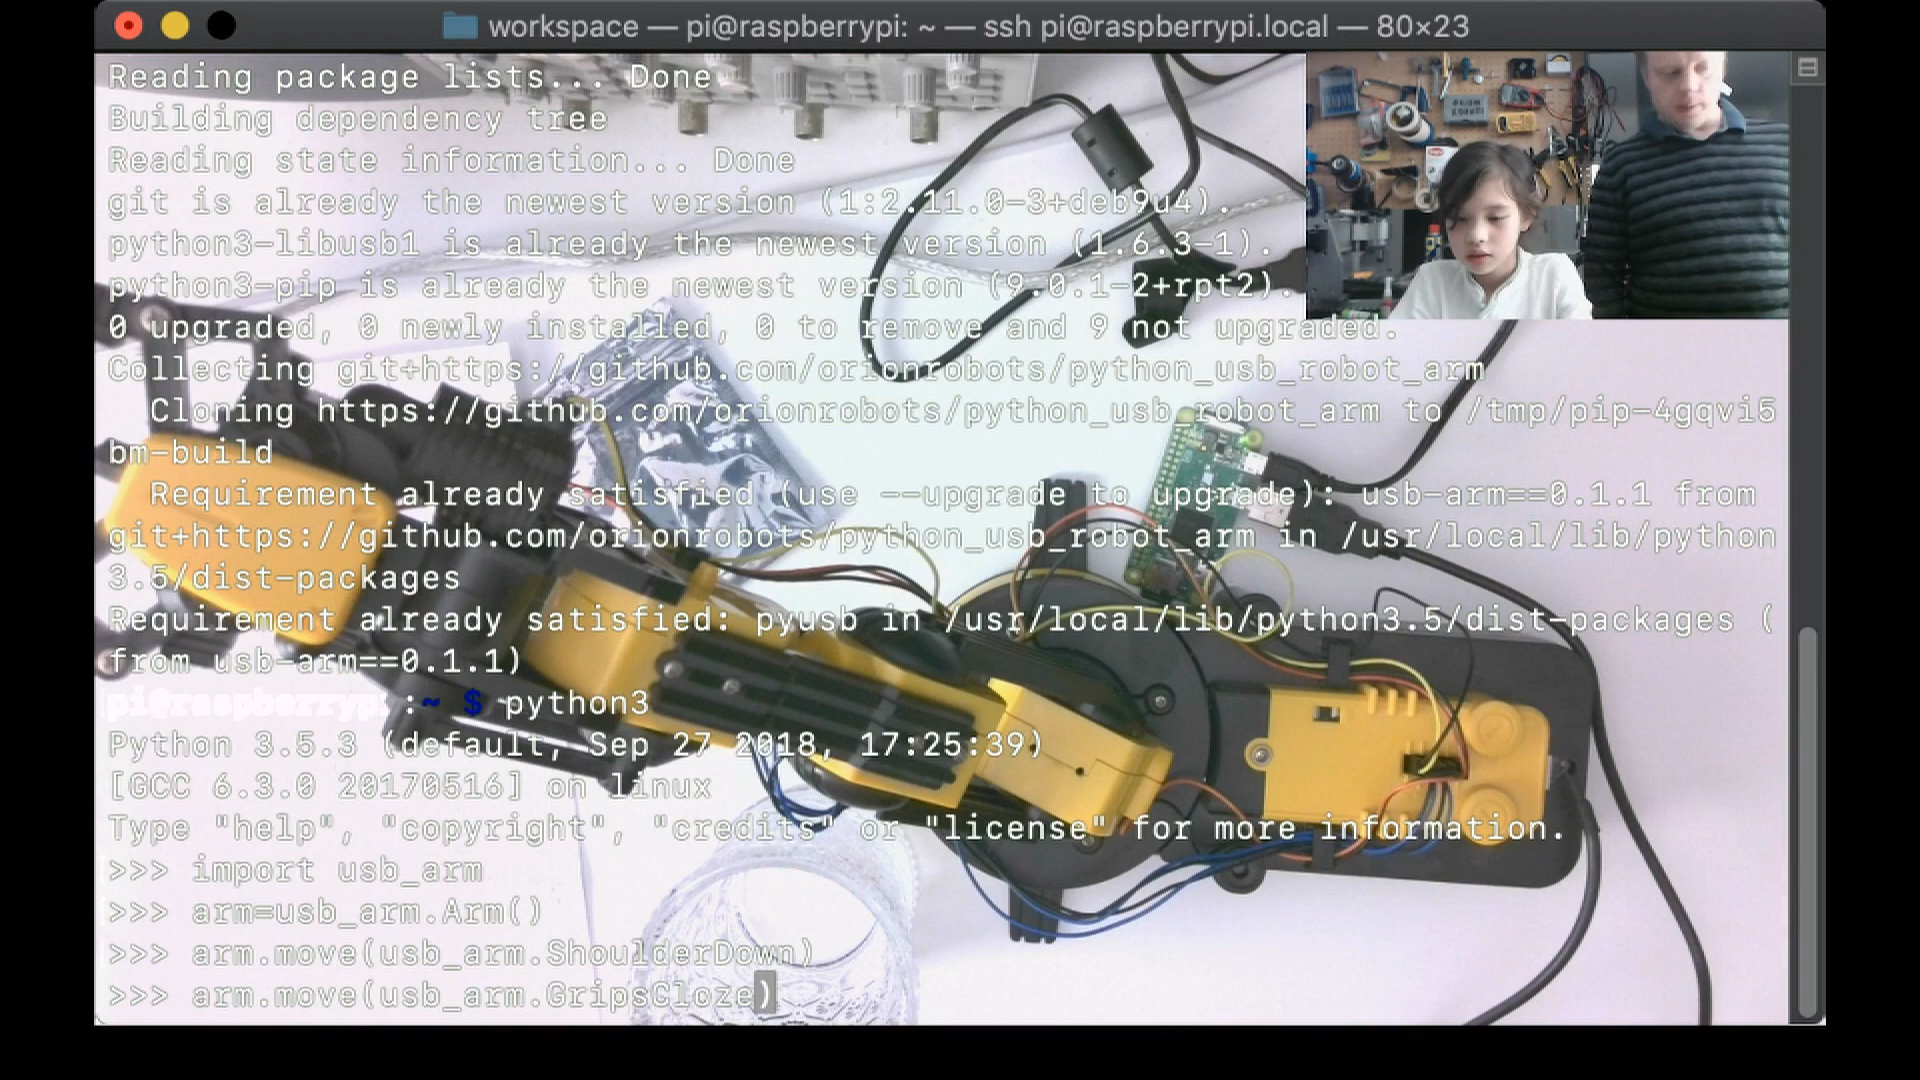 workspace — pi@raspberrypi: ~ — ssh pi@raspberrypi.local — 80×23
Reading package lists... Done
Building dependency tree
Reading state information... Done
git is already the newest version (1:2.11.0-3+deb9u4).
python3-libusb1 is already the newest version (1.6.3-1).
python3-pip is already the newest version (9.0.1-2+rpt2).
0 upgraded, 0 newly installed, 0 to remove and 9 not upgraded.
Collecting git+https://github.com/orionrobots/python_usb_robot_arm
  Cloning https://github.com/orionrobots/python_usb_robot_arm to /tmp/pip-4gqvi5
bm-build
  Requirement already satisfied (use --upgrade to upgrade): usb-arm==0.1.1 from
git+https://github.com/orionrobots/python_usb_robot_arm in /usr/local/lib/python
3.5/dist-packages
Requirement already satisfied: pyusb in /usr/local/lib/python3.5/dist-packages (
from usb-arm==0.1.1)
pi@raspberrypi:~ $ python3
Python 3.5.3 (default, Sep 27 2018, 17:25:39)
[GCC 6.3.0 20170516] on linux
Type "help", "copyright", "credits" or "license" for more information.
>>> import usb_arm
>>> arm=usb_arm.Arm()
>>> arm.move(usb_arm.ShoulderDown)
>>> arm.move(usb_arm.GripsCloze)